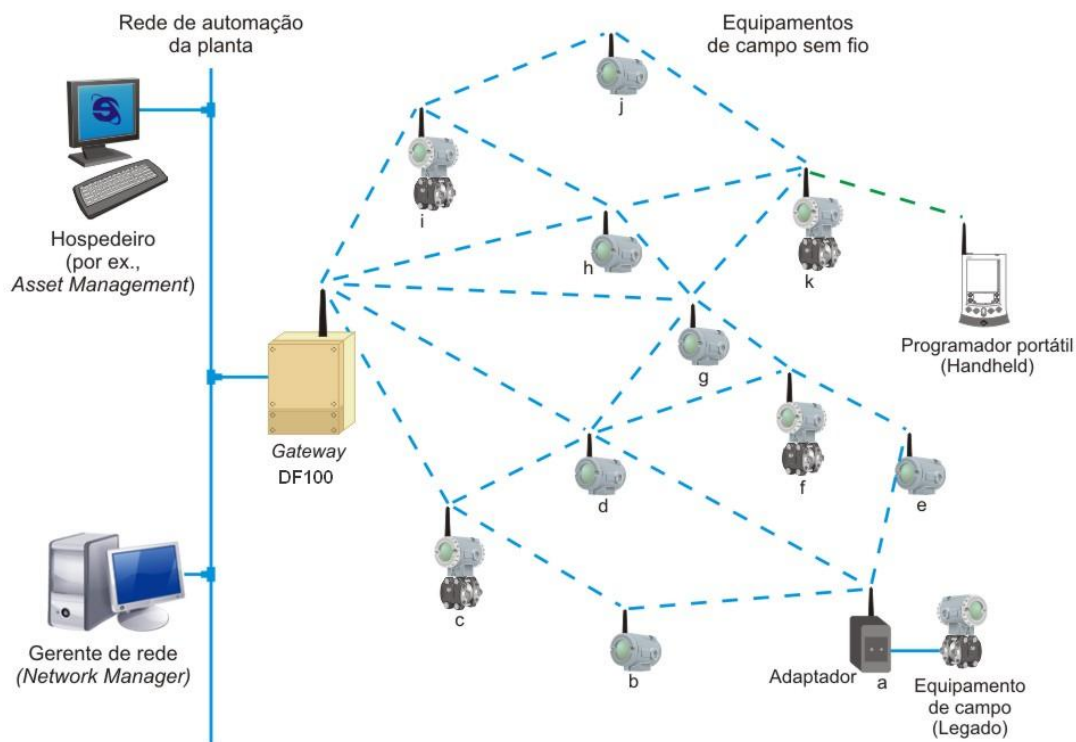 Rede de automação
da planta
Equipamentos
de campo sem fio
j
i
Hospedeiro
(por ex.,
Asset Management)
h
k
Programador portátil
(Handheld)
g
Gateway
DF100
d
f
e
c
Gerente de rede
(Network Manager)
b
Adaptador
a
Equipamento
de campo
(Legado)